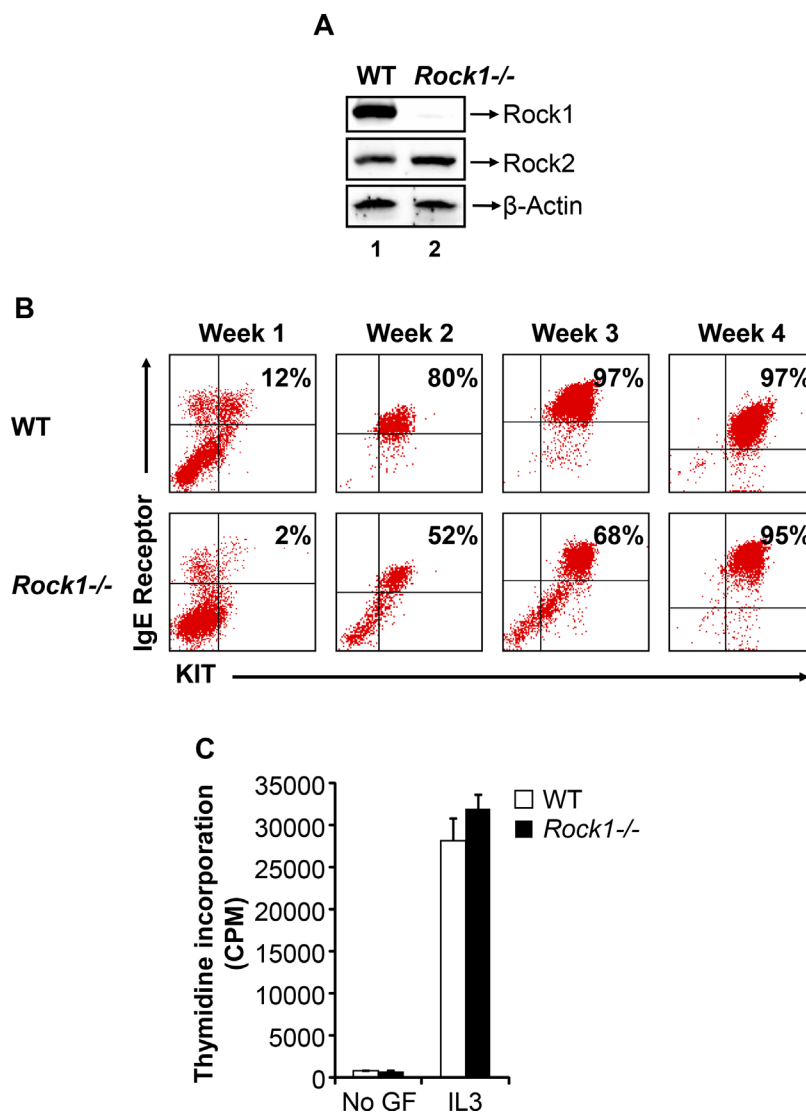 A
WT Rock1-/-
Rock1
Rock2
β-Actin
1 2
B
Week 1 Week 2 Week 3 Week 4
WT
12% 80% 97% 97%
Rock1-/-
2% 52% 68% 95%
IgE Receptor
KIT
C
Thymidine incorporation
(CPM)
35000
30000
25000
20000
15000
10000
5000
0
No GF IL3
WT
Rock1-/-